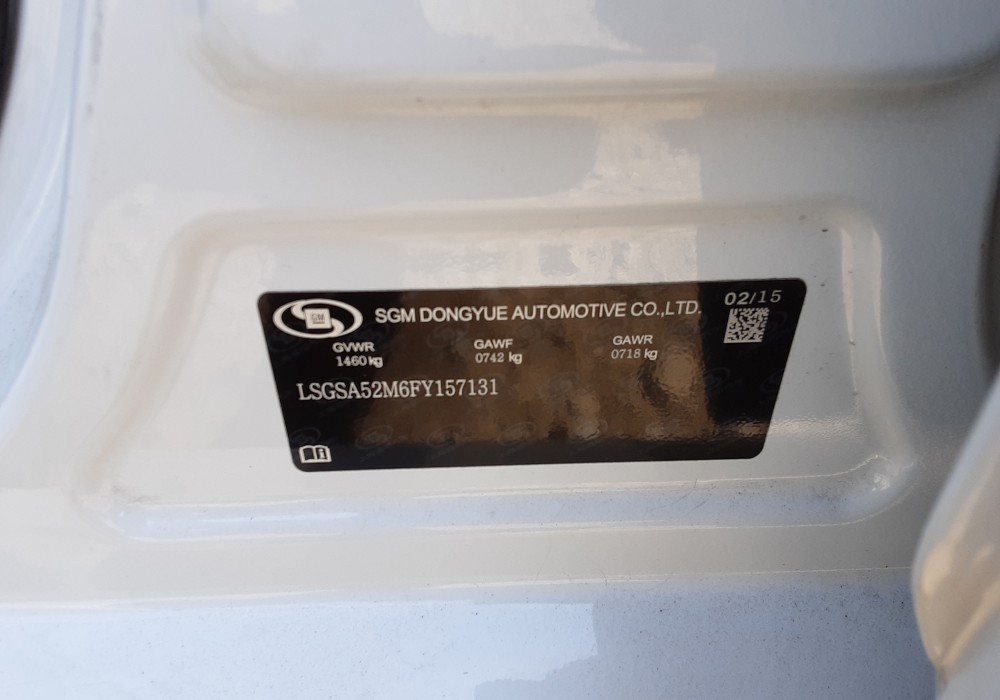 GM
SGM DONGYUE AUTOMOTIVE CO.,LTD.
02/15
GVWR
1460 kg
GAWF
0742 kg
GAWR
0718 kg
LSGSA52M6FY157131